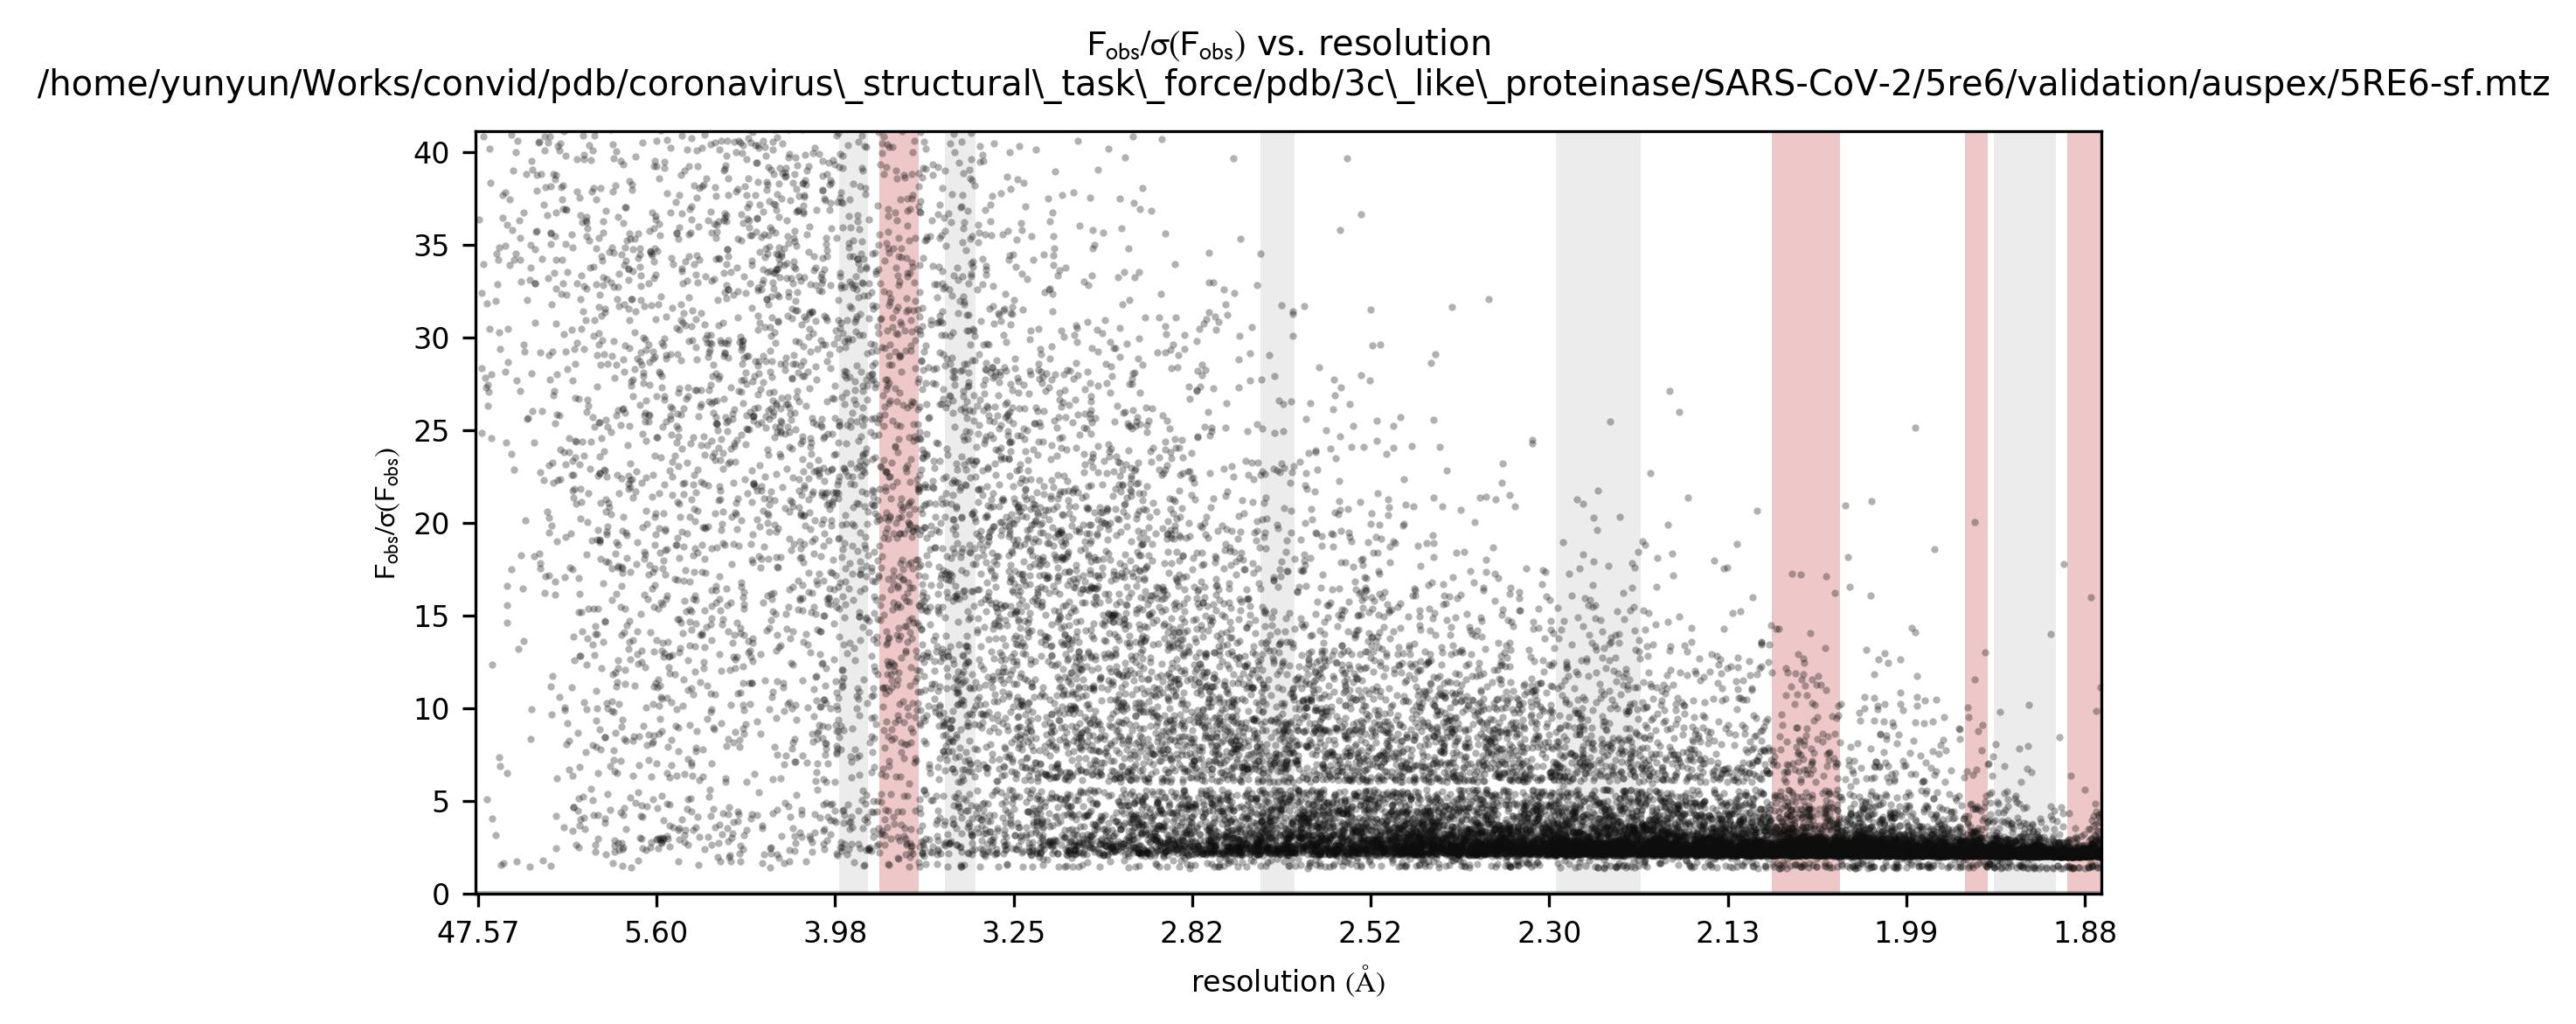 Fobs/σ(Fobs) vs. resolution
/home/yunyun/Works/convid/pdb/coronavirus\_structural\_task\_force/pdb/3c\_like\_proteinase/SARS-CoV-2/5re6/validation/auspex/5RE6-sf.mtz
40
35
30
25
20
15
10
5
0
Fobs/σ(Fobs)
47.57 5.60 3.98 3.25 2.82 2.52 2.30 2.13 1.99 1.88
resolution (Å)